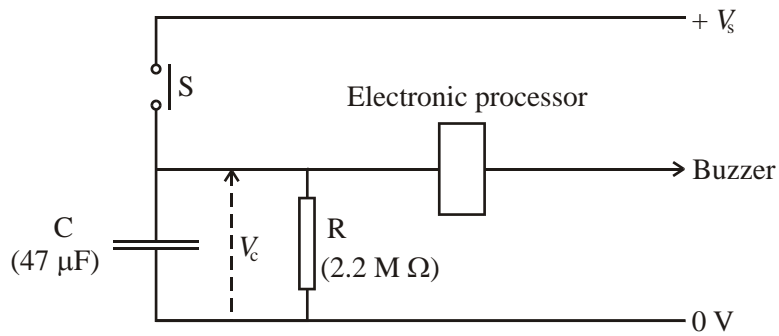 + Vs
S
Electronic processor
Buzzer
C
(47 μF)
Vc
R
(2.2 M Ω)
0 V